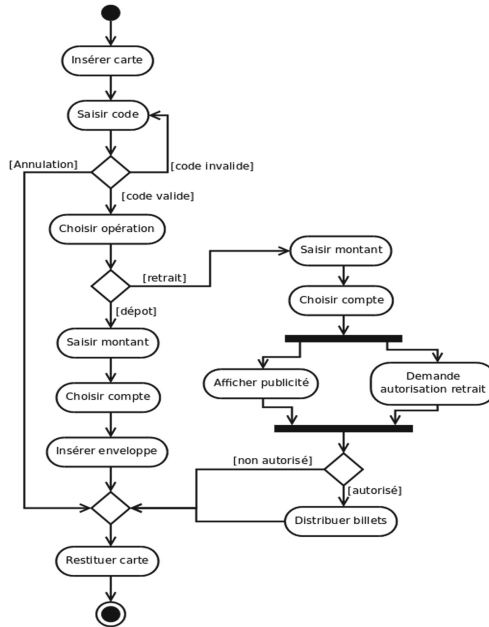 Insérer carte
Saisir code
[Annulation]
[code invalide]
[code valide]
Choisir opération
[retrait]
[dépot]
Saisir montant
Choisir compte
Insérer enveloppe
Saisir montant
Choisir compte
Afficher publicité
Demande
autorisation retrait
[non autorisé]
[autorisé]
Distribuer billets
Restituer carte